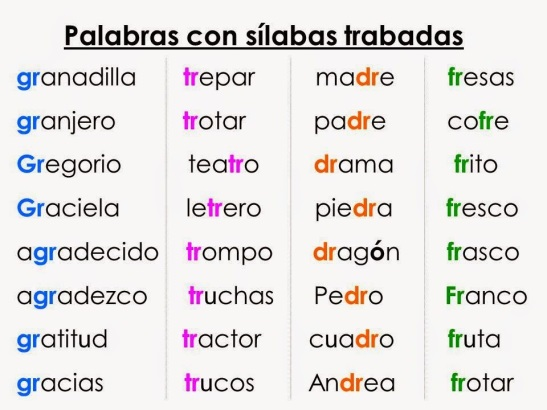 Palabras con sílabas trabadas
granadilla trepar madre fresas
granjero trotar padre cofre
Gregorio teatro drama frito
Graciela letrero piedra fresco
agradecido trompo dragón frasco
agradezco truchas Pedro Franco
gratitud tractor cuadro fruta
gracias trucos Andrea frotar